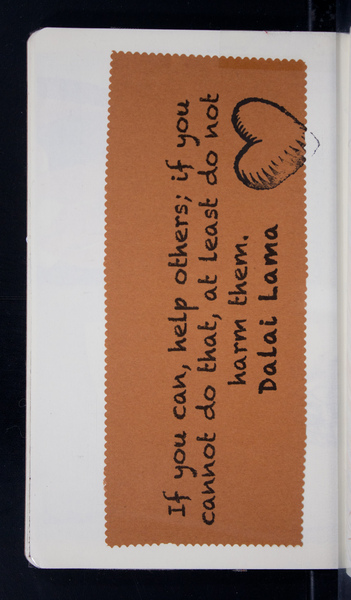 If you can, help others; if you
cannot do that, at least do not
harm them.
Dalai Lama